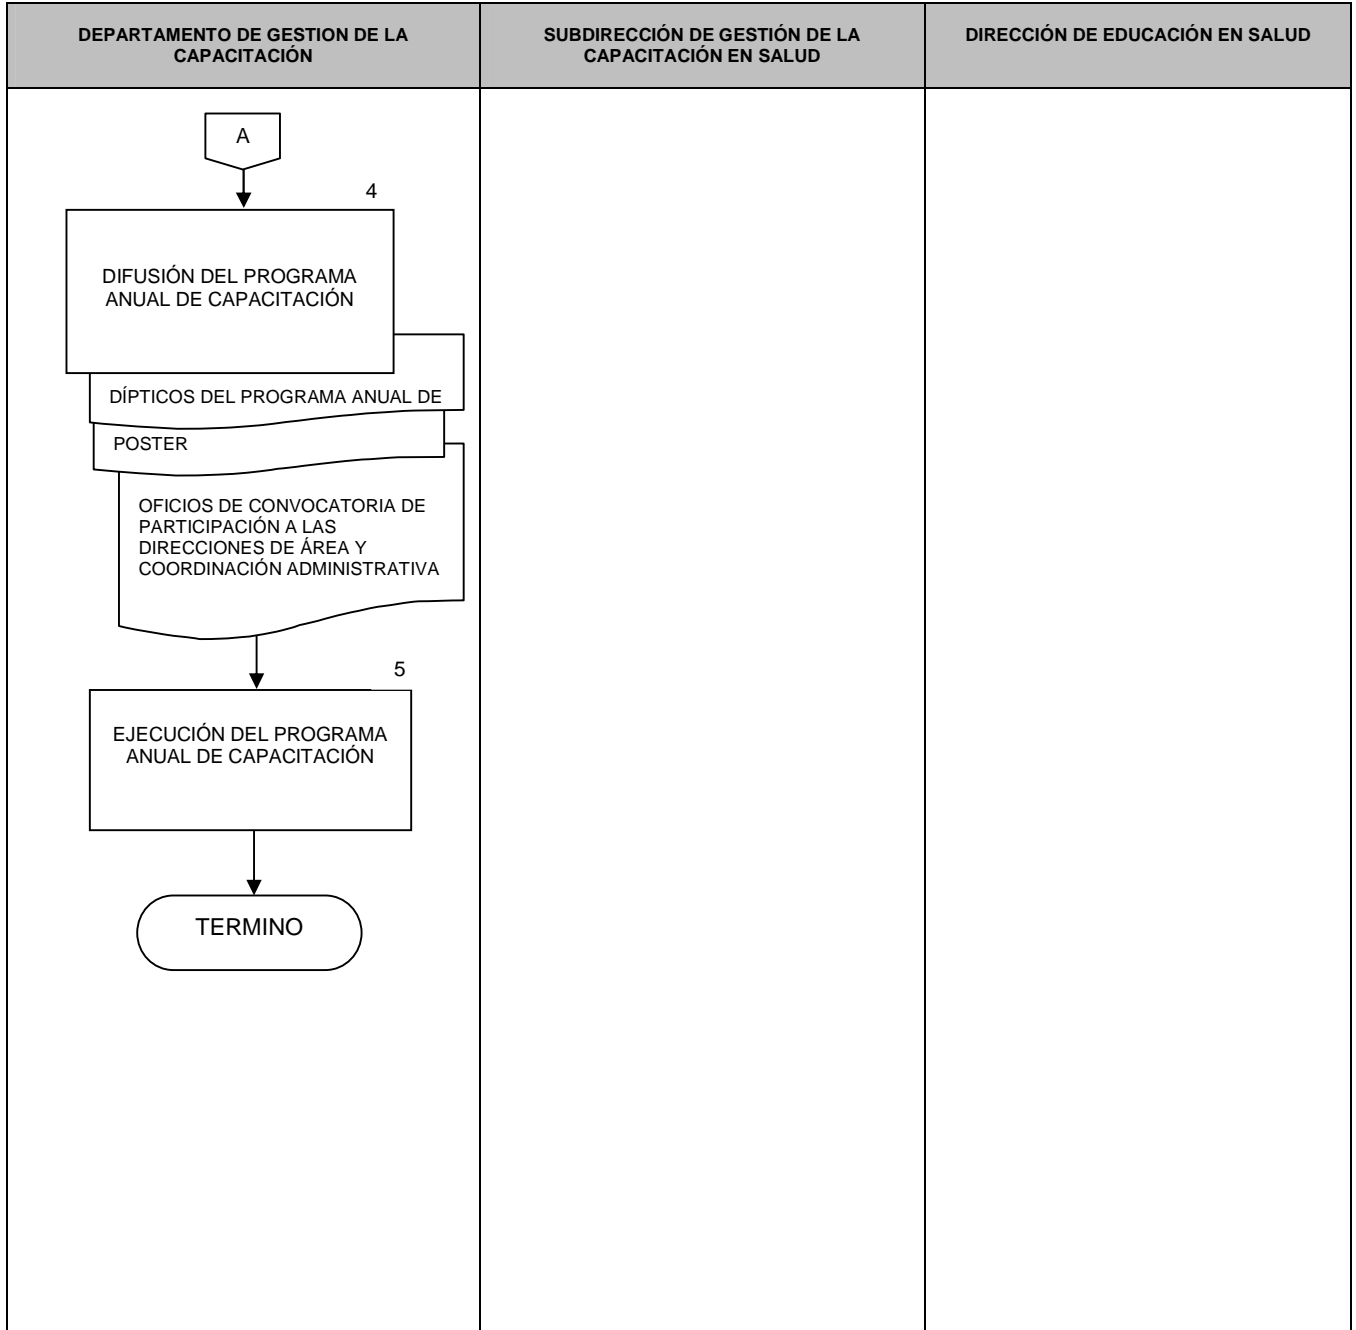 DEPARTAMENTO DE GESTION DE LA
CAPACITACIÓN
SUBDIRECCIÓN DE GESTIÓN DE LA
CAPACITACIÓN EN SALUD
DIRECCIÓN DE EDUCACIÓN EN SALUD
A
4
DIFUSIÓN DEL PROGRAMA
ANUAL DE CAPACITACIÓN
DÍPTICOS DEL PROGRAMA ANUAL DE
POSTER
OFICIOS DE CONVOCATORIA DE
PARTICIPACIÓN A LAS
DIRECCIONES DE ÁREA Y
COORDINACIÓN ADMINISTRATIVA
5
EJECUCIÓN DEL PROGRAMA
ANUAL DE CAPACITACIÓN
TERMINO